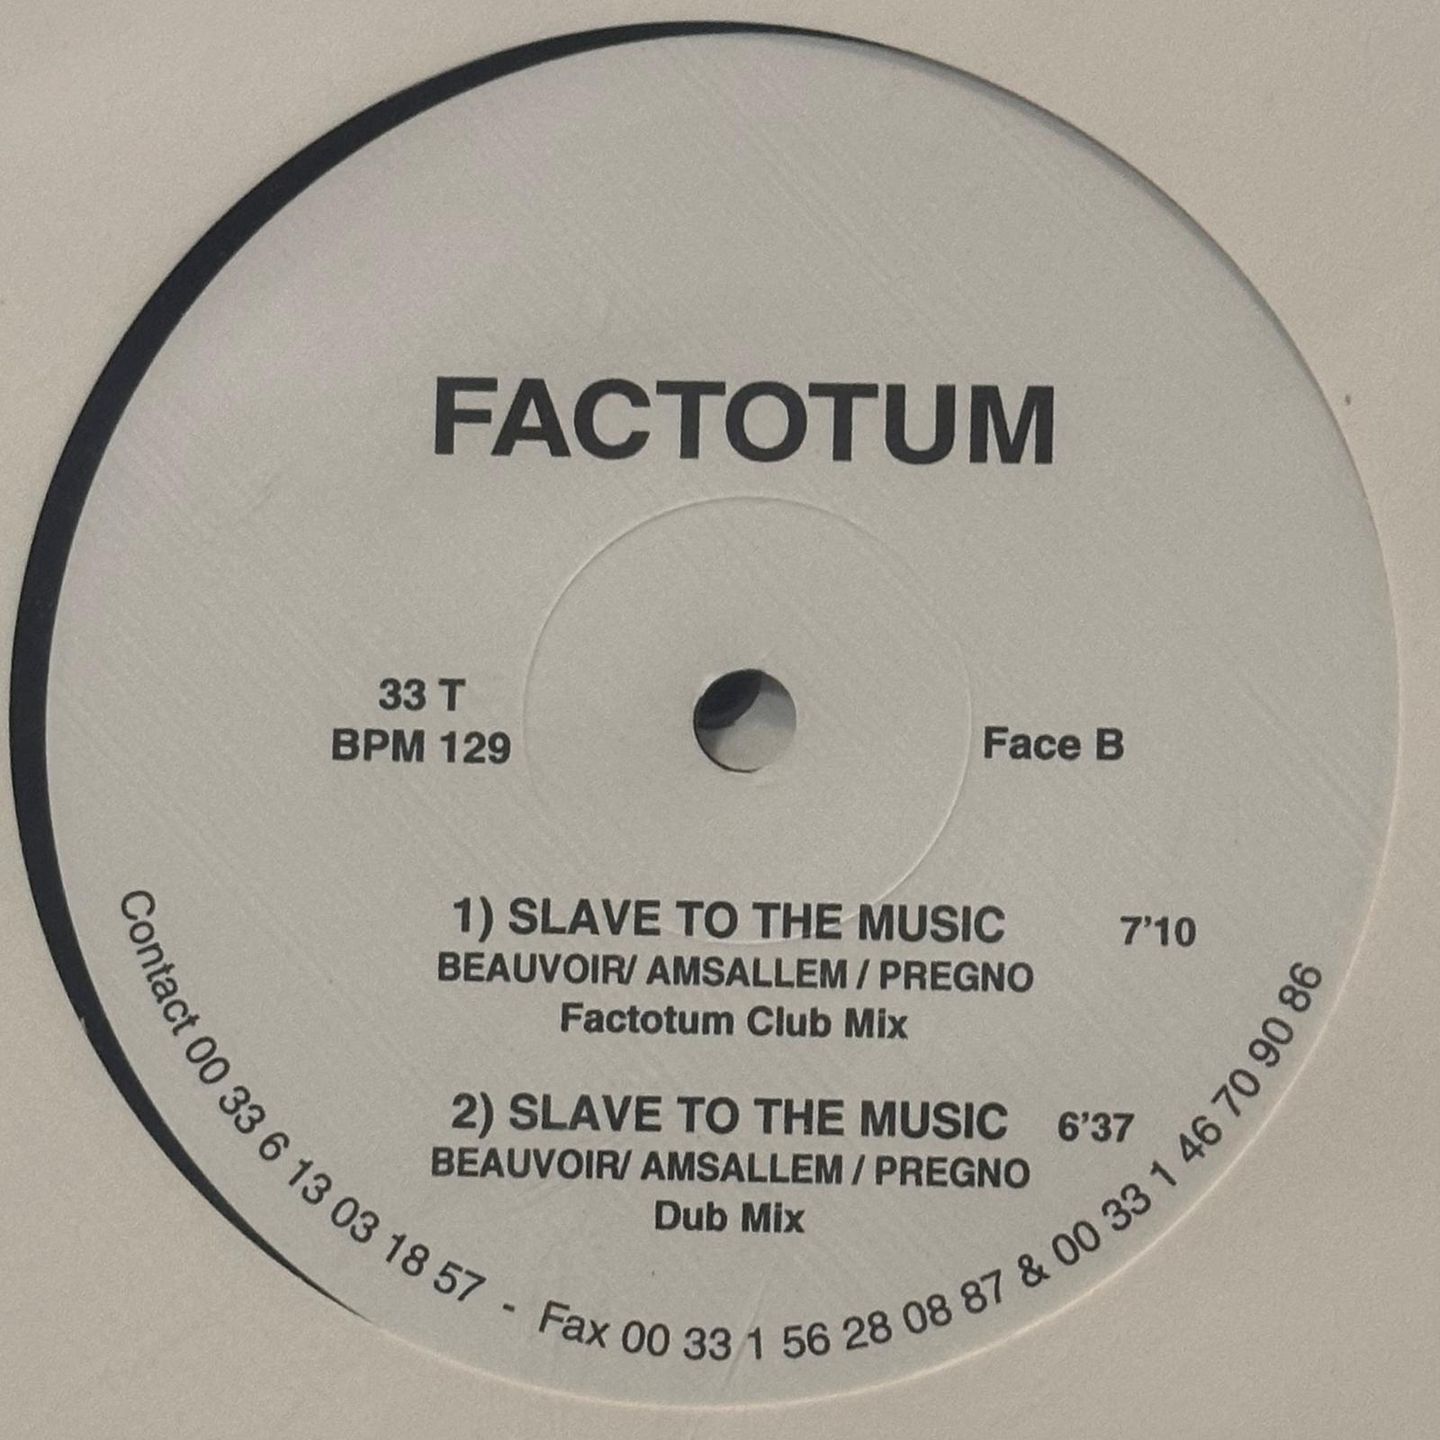 FACTOTUM
33 T
BPM 129
Face B
1) SLAVE TO THE MUSIC 7'10
BEAUVOIR/ AMSALLEM / PREGNO
Factotum Club Mix
2) SLAVE TO THE MUSIC 6'37
BEAUVOIR/ AMSALLEM / PREGNO
Dub Mix
Contact 00 33 6 13 03 18 57 - Fax 00 33 1 56 28 08 87 & 00 33 1 46 70 90 86